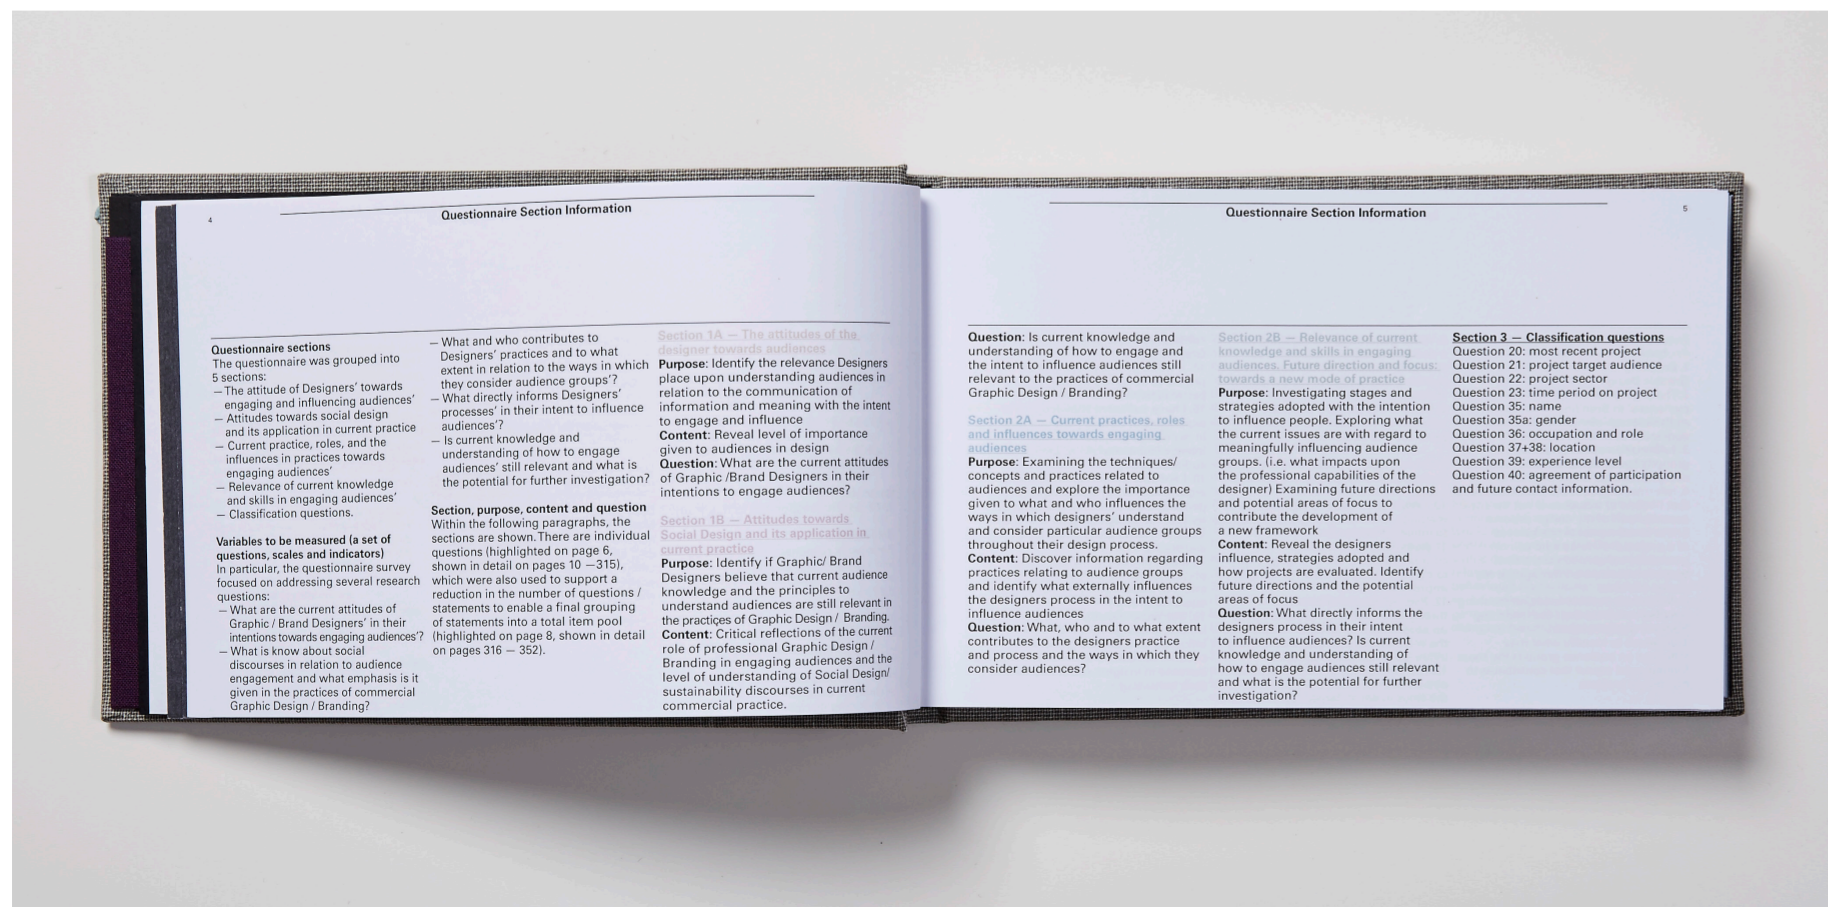 4
Questionnaire Section Information
Questionnaire sections
The questionnaire was grouped into
5 sections:
—The attitude of Designers’ towards
engaging and influencing audiences’
— Attitudes towards social design
and its application in current practice
— Current practice, roles, and the
influences in practices towards
engaging audiences’
— Relevance of current knowledge
and skills in engaging audiences’
— Classification questions.
Variables to be measured (a set of
questions, scales and indicators)
In particular, the questionnaire survey
focused on addressing several research
questions:
— What are the current attitudes of
Graphic / Brand Designers’ in their
intentions towards engaging audiences’?
— What is know about social
discourses in relation to audience
engagement and what emphasis is it
given in the practices of commercial
Graphic Design / Branding?
— What and who contributes to
Designers’ practices and to what
extent in relation to the ways in which
they consider audience groups’?
— What directly informs Designers’
processes’ in their intent to influence
audiences’?
— Is current knowledge and
understanding of how to engage
audiences’ still relevant and what is
the potential for further investigation?
Section, purpose, content and question
Within the following paragraphs, the
sections are shown. There are individual
questions (highlighted on page 6,
shown in detail on pages 10 —315),
which were also used to support a
reduction in the number of questions /
statements to enable a final grouping
of statements into a total item pool
(highlighted on page 8, shown in detail
on pages 316 — 352).
Section 1A — The attitudes of the
designer towards audiences
Purpose: Identify the relevance Designers
place upon understanding audiences in
relation to the communication of
information and meaning with the intent
to engage and influence
Content: Reveal level of importance
given to audiences in design
Question: What are the current attitudes
of Graphic /Brand Designers in their
intentions to engage audiences?
Section 1B — Attitudes towards
Social Design and its application in
current practice
Purpose: Identify if Graphic/ Brand
Designers believe that current audience
knowledge and the principles to
understand audiences are still relevant in
the practices of Graphic Design / Branding.
Content: Critical reflections of the current
role of professional Graphic Design /
Branding in engaging audiences and the
level of understanding of Social Design/
sustainability discourses in current
commercial practice.
Questionnaire Section Information
5
Question: Is current knowledge and
understanding of how to engage and
the intent to influence audiences still
relevant to the practices of commercial
Graphic Design / Branding?
Section 2A — Current practices, roles
and influences towards engaging
audiences
Purpose: Examining the techniques/
concepts and practices related to
audiences and explore the importance
given to what and who influences the
ways in which designers’ understand
and consider particular audience groups
throughout their design process.
Content: Discover information regarding
practices relating to audience groups
and identify what externally influences
the designers process in the intent to
influence audiences
Question: What, who and to what extent
contributes to the designers practice
and process and the ways in which they
consider audiences?
Section 2B — Relevance of current
knowledge and skills in engaging
audiences. Future direction and focus:
towards a new mode of practice
Purpose: Investigating stages and
strategies adopted with the intention
to influence people. Exploring what
the current issues are with regard to
meaningfully influencing audience
groups. (i.e. what impacts upon
the professional capabilities of the
designer) Examining future directions
and potential areas of focus to
contribute the development of
a new framework
Content: Reveal the designers
influence, strategies adopted and
how projects are evaluated. Identify
future directions and the potential
areas of focus
Question: What directly informs the
designers process in their intent
to influence audiences? Is current
knowledge and understanding of
how to engage audiences still relevant
and what is the potential for further
investigation?
Section 3 — Classification questions
Question 20: most recent project
Question 21: project target audience
Question 22: project sector
Question 23: time period on project
Question 35: name
Question 35a: gender
Question 36: occupation and role
Question 37+38: location
Question 39: experience level
Question 40: agreement of participation
and future contact information.